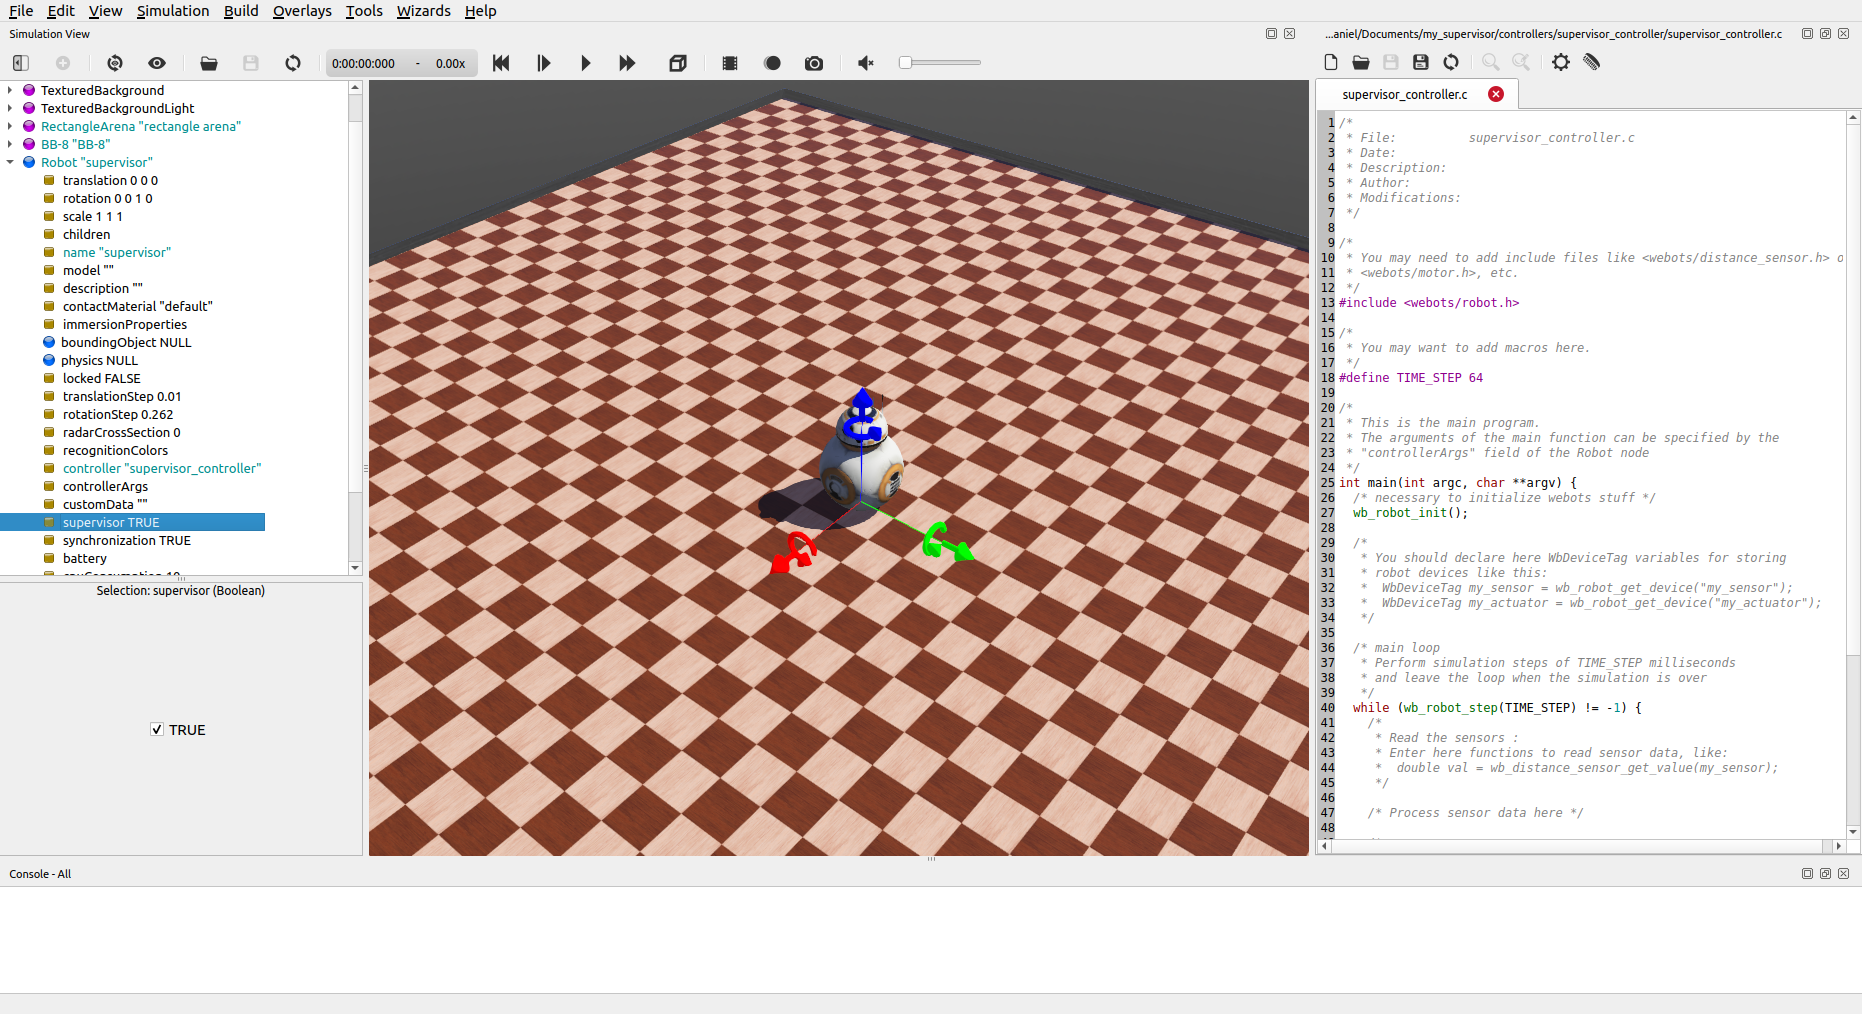 File Edit View Simulation Build Overlays Tools Wizards Help
Simulation View
0:00:00:000 - 0.00x
TexturedBackground
TexturedBackgroundLight
RectangleArena "rectangle arena"
BB-8 "BB-8"
Robot "supervisor"
translation 0 0 0
rotation 0 0 1 0
scale 1 1 1
children
name "supervisor"
model ""
description ""
contactMaterial "default"
immersionProperties
boundingObject NULL
physics NULL
locked FALSE
translationStep 0.01
rotationStep 0.262
radarCrossSection 0
recognitionColors
controller "supervisor_controller"
controllerArgs
customData ""
supervisor TRUE
synchronization TRUE
battery
Selection: supervisor (Boolean)
TRUE
...aniel/Documents/my_supervisor/controllers/supervisor_controller/supervisor_controller.c
supervisor_controller.c
1 /*
2 * File: supervisor_controller.c
3 * Date:
4 * Description:
5 * Author:
6 * Modifications:
7 */
8
9 /*
10 * You may need to add include files like <webots/distance_sensor.h> o
11 * <webots/motor.h>, etc.
12 */
13 #include <webots/robot.h>
14
15 /*
16 * You may want to add macros here.
17 */
18 #define TIME_STEP 64
19
20 /*
21 * This is the main program.
22 * The arguments of the main function can be specified by the
23 * "controllerArgs" field of the Robot node
24 */
25 int main(int argc, char **argv) {
26 /* necessary to initialize webots stuff */
27 wb_robot_init();
28
29 /*
30 * You should declare here WbDeviceTag variables for storing
31 * robot devices like this:
32 * WbDeviceTag my_sensor = wb_robot_get_device("my_sensor");
33 * WbDeviceTag my_actuator = wb_robot_get_device("my_actuator");
34 */
35
36 /* main loop
37 * Perform simulation steps of TIME_STEP milliseconds
38 * and leave the loop when the simulation is over
39 */
40 while (wb_robot_step(TIME_STEP) != -1) {
41 /*
42 * Read the sensors :
43 * Enter here functions to read sensor data, like:
44 * double val = wb_distance_sensor_get_value(my_sensor);
45 */
46
47 /* Process sensor data here */
48
Console - All